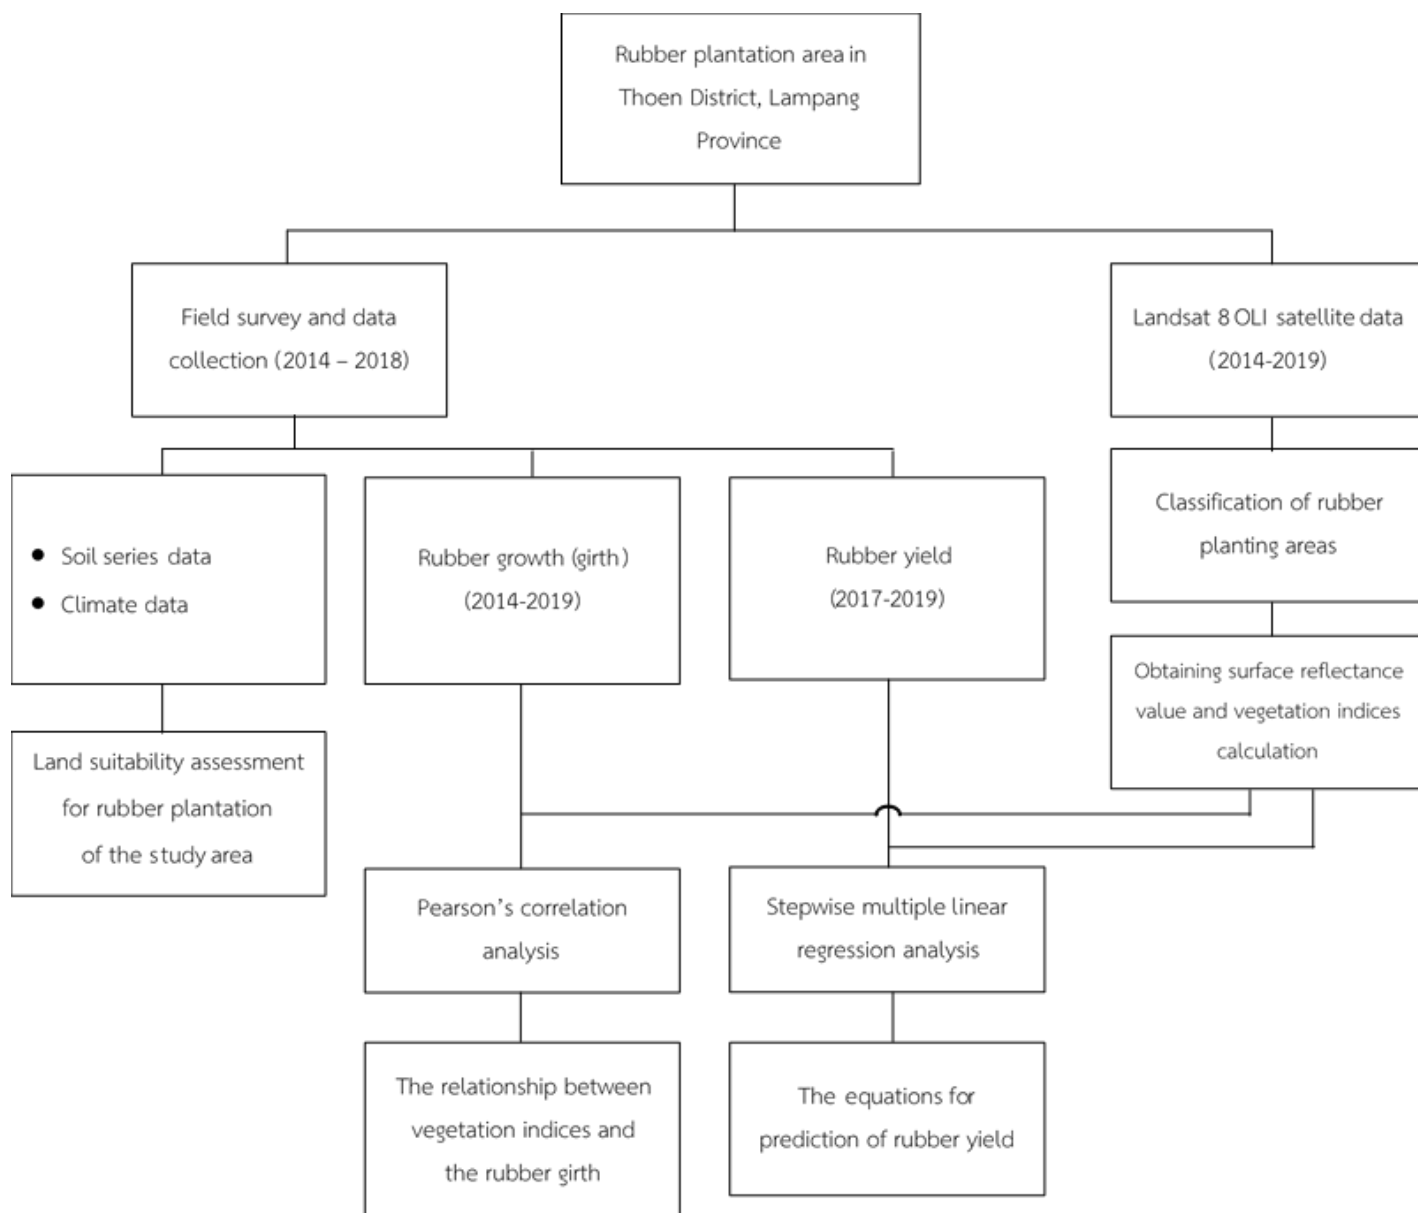 Rubber plantation area in
Thoen District, Lampang
Province
Field survey and data
collection (2014 – 2018)
Landsat 8 OLI satellite data
(2014-2019)
● Soil series data
● Climate data
Rubber growth (girth)
(2014-2019)
Rubber yield
(2017-2019)
Classification of rubber
planting areas
Obtaining surface reflectance
value and vegetation indices
calculation
Land suitability assessment
for rubber plantation
of the study area
Pearson's correlation
analysis
Stepwise multiple linear
regression analysis
The relationship between
vegetation indices and
the rubber girth
The equations for
prediction of rubber yield